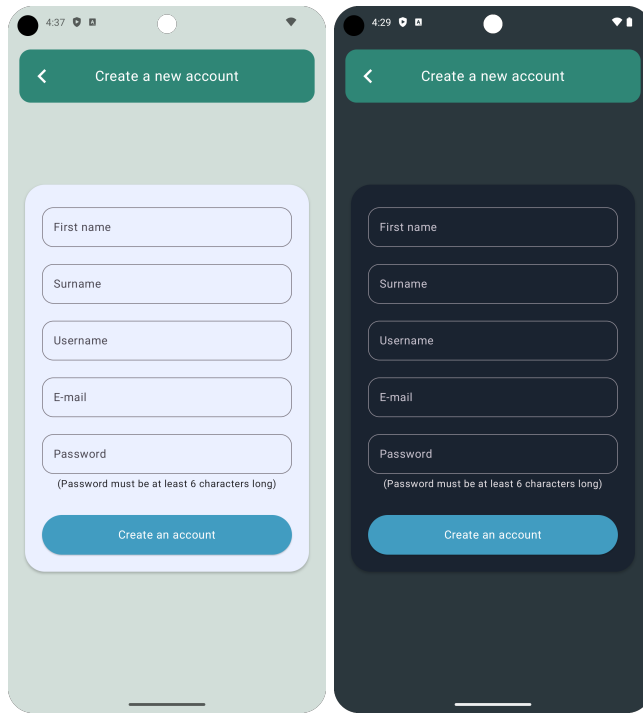 4:37
Create a new account
First name
Surname
Username
E-mail
Password
(Password must be at least 6 characters long)
Create an account
4:29
Create a new account
First name
Surname
Username
E-mail
Password
(Password must be at least 6 characters long)
Create an account